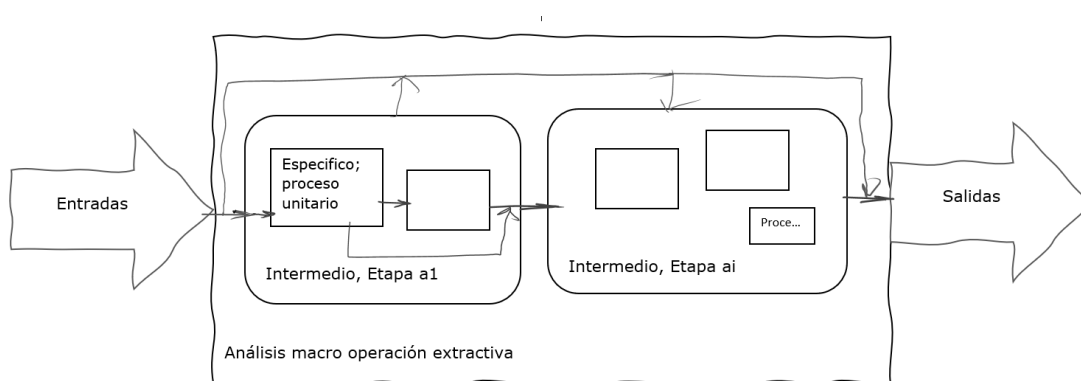 Entradas
Especifico;
proceso
unitario
Intermedio, Etapa a1
Proce...
Intermedio, Etapa ai
Salidas
Análisis macro operación extractiva